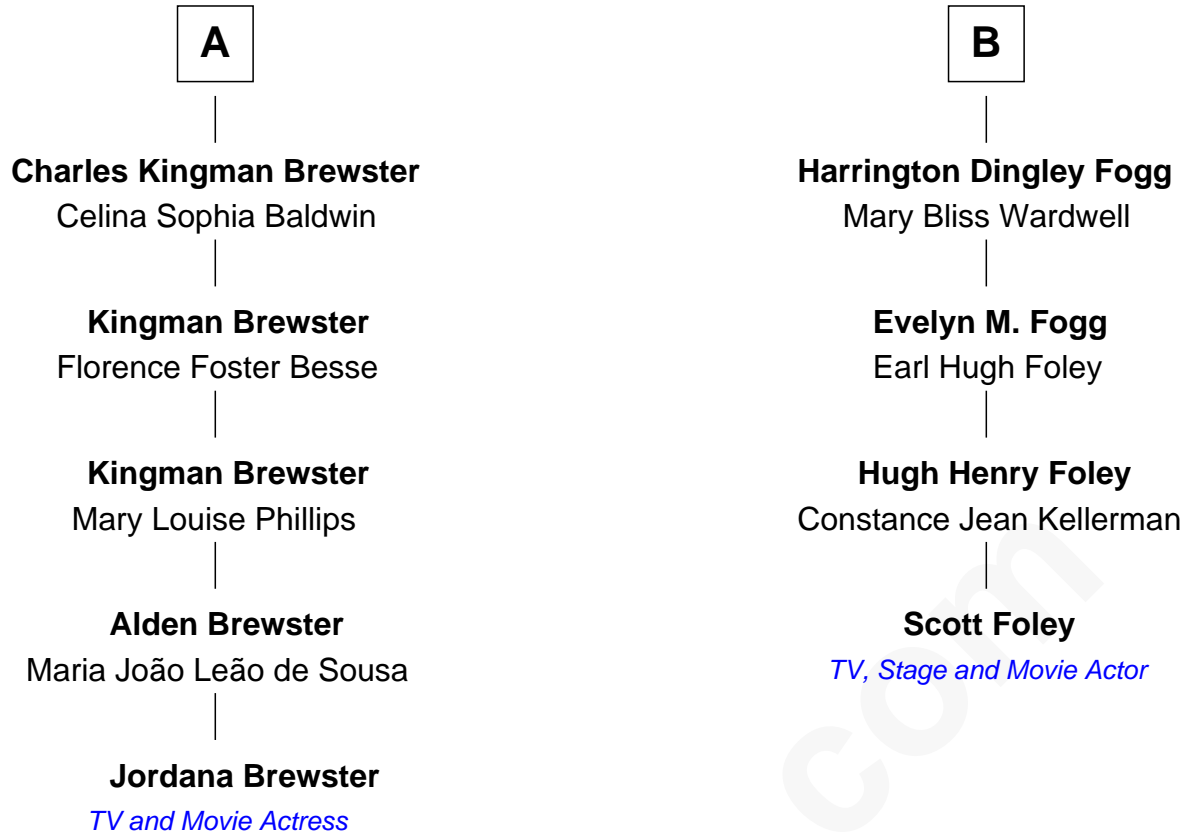 A
Charles Kingman Brewster
Celina Sophia Baldwin
Kingman Brewster
Florence Foster Besse
Kingman Brewster
Mary Louise Phillips
Alden Brewster
Maria João Leão de Sousa
Jordana Brewster
TV and Movie Actress
B
Harrington Dingley Fogg
Mary Bliss Wardwell
Evelyn M. Fogg
Earl Hugh Foley
Hugh Henry Foley
Constance Jean Kellerman
Scott Foley
TV, Stage and Movie Actor
com